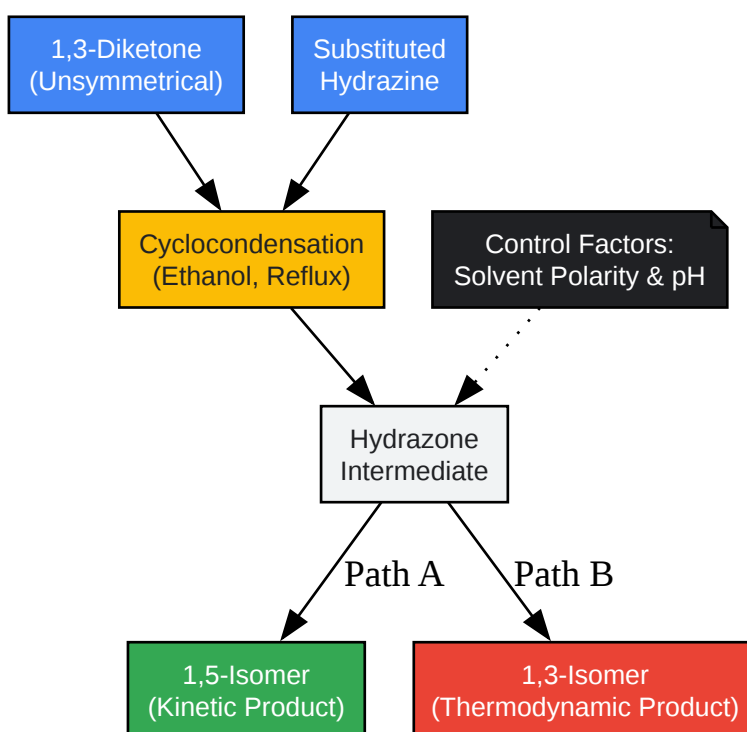 1,3-Diketone
(Unsymmetrical)
Substituted
Hydrazine
Cyclocondensation
(Ethanol, Reflux)
Control Factors:
Solvent Polarity & pH
Hydrazone
Intermediate
Path A
Path B
1,5-Isomer
(Kinetic Product)
1,3-Isomer
(Thermodynamic Product)